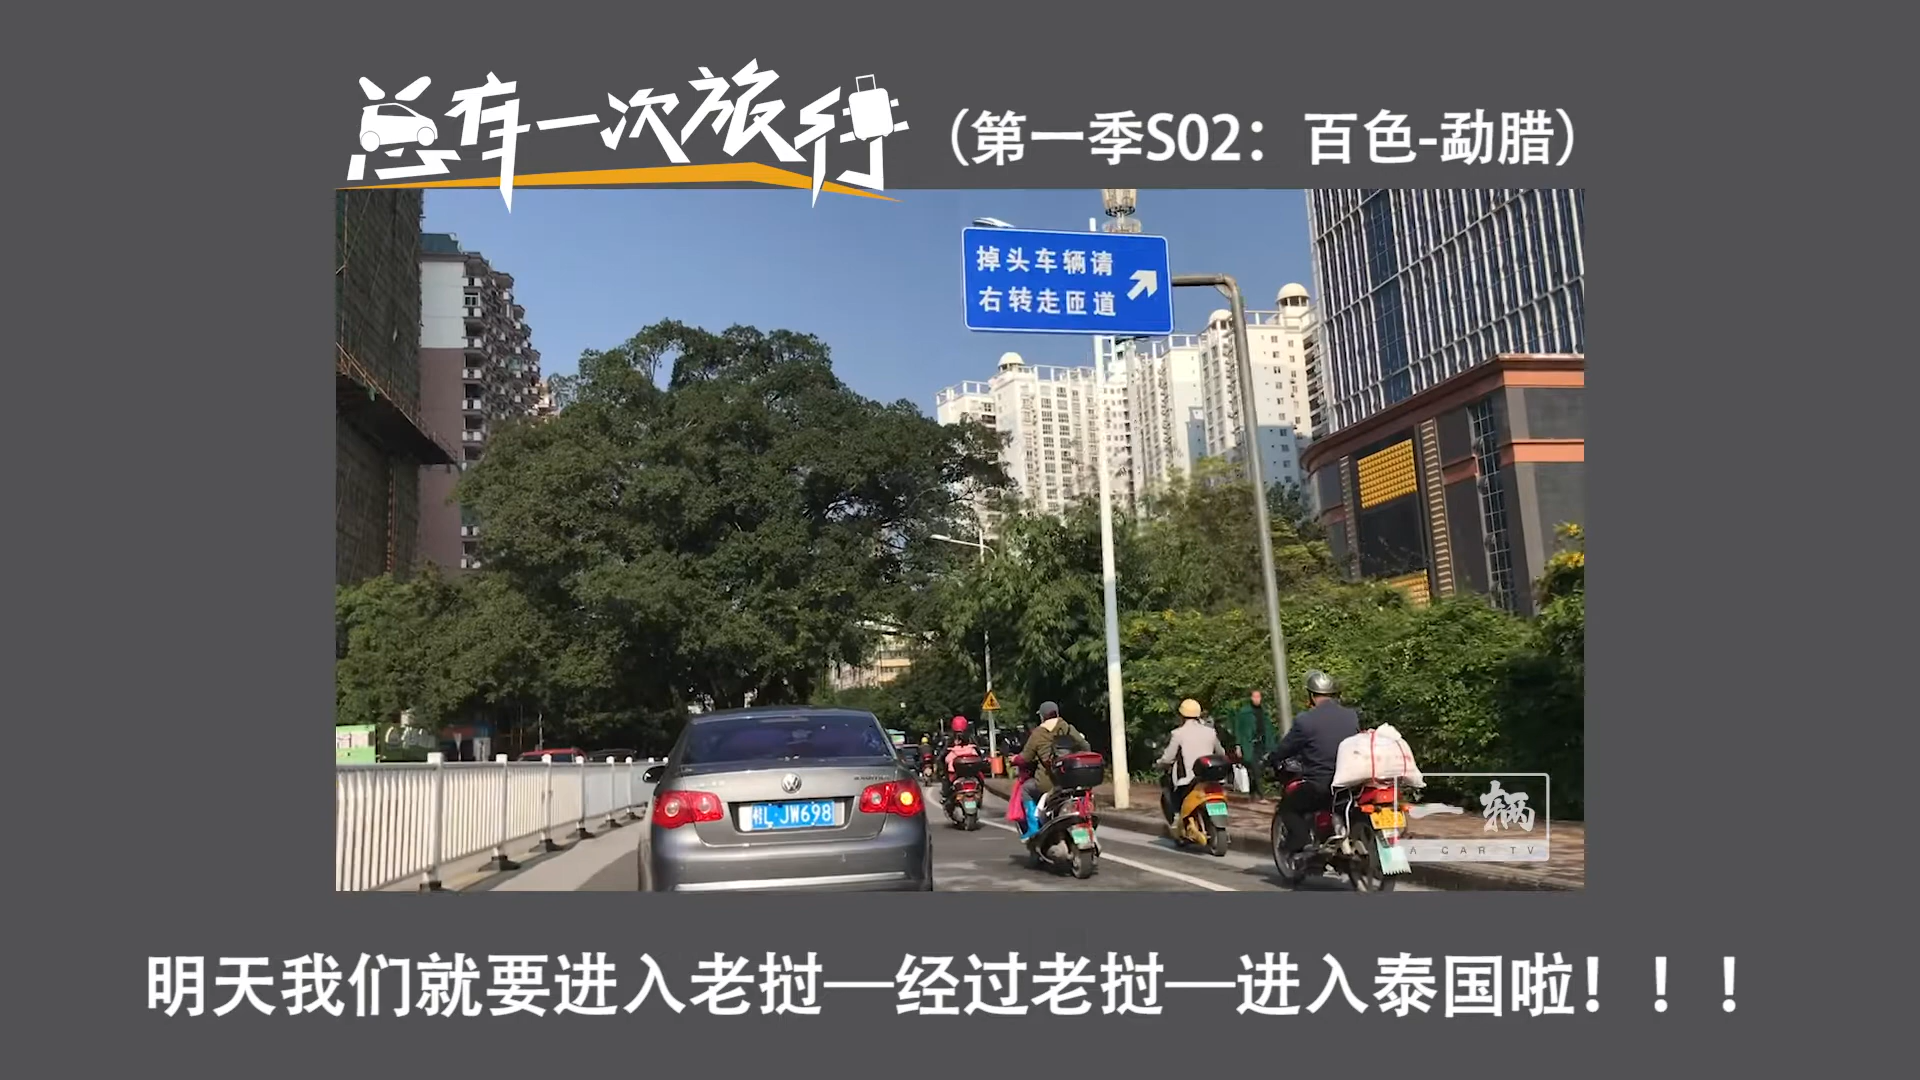 总有一次旅行
（第一季S02：百色-勐腊）
掉头车辆请
右转走匝道
桂L·JW698
一辆
A CAR TV
明天我们就要进入老挝—经过老挝—进入泰国啦！！！